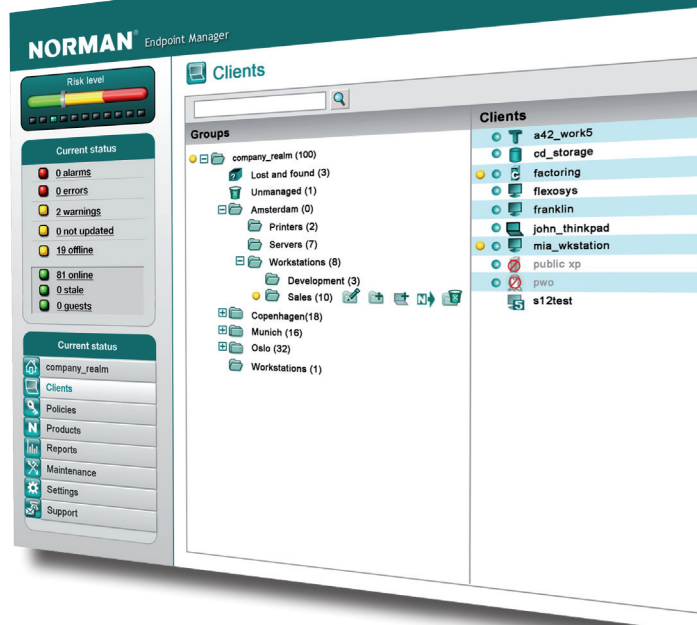 NORMAN® Endpoint Manager
Risk level
Current status
0 alarms
0 errors
2 warnings
0 not updated
19 offline
81 online
0 stale
0 guests
Current status
company_realm
Clients
Policies
N Products
Reports
Maintenance
Settings
Support
Clients
Groups
company_realm (100)
? Lost and found (3)
Unmanaged (1)
Amsterdam (0)
Printers (2)
Servers (7)
Workstations (8)
Development (3)
Sales (10) N
Copenhagen(18)
Munich (16)
Oslo (32)
Workstations (1)
Clients
a42_work5
cd_storage
factoring
flexosys
franklin
john_thinkpad
mia_wkstation
public xp
pwo
5 s12test